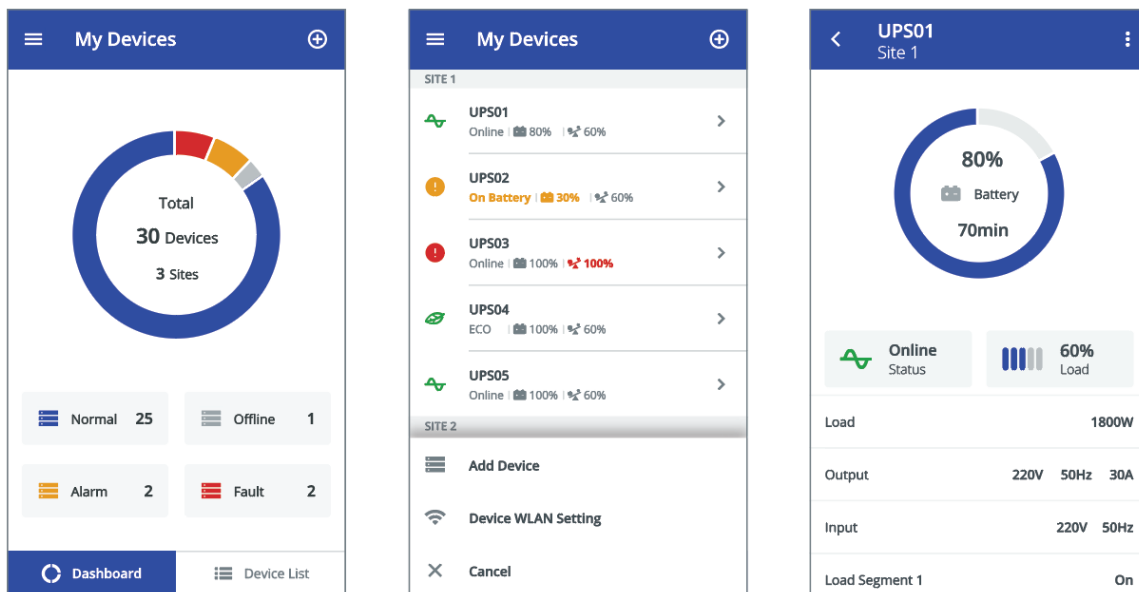 My Devices
Total
30 Devices
3 Sites
Normal 25
Offline 1
Alarm 2
Fault 2
Dashboard
Device List
My Devices
SITE 1
UPS01
Online 80% 60%
UPS02
On Battery 30% 60%
UPS03
Online 100% 100%
UPS04
ECO 100% 60%
UPS05
Online 100% 60%
SITE 2
Add Device
Device WLAN Setting
Cancel
UPS01
Site 1
80%
Battery
70min
Online
Status
60%
Load
Load 1800W
Output 220V 50Hz 30A
Input 220V 50Hz
Load Segment 1 On